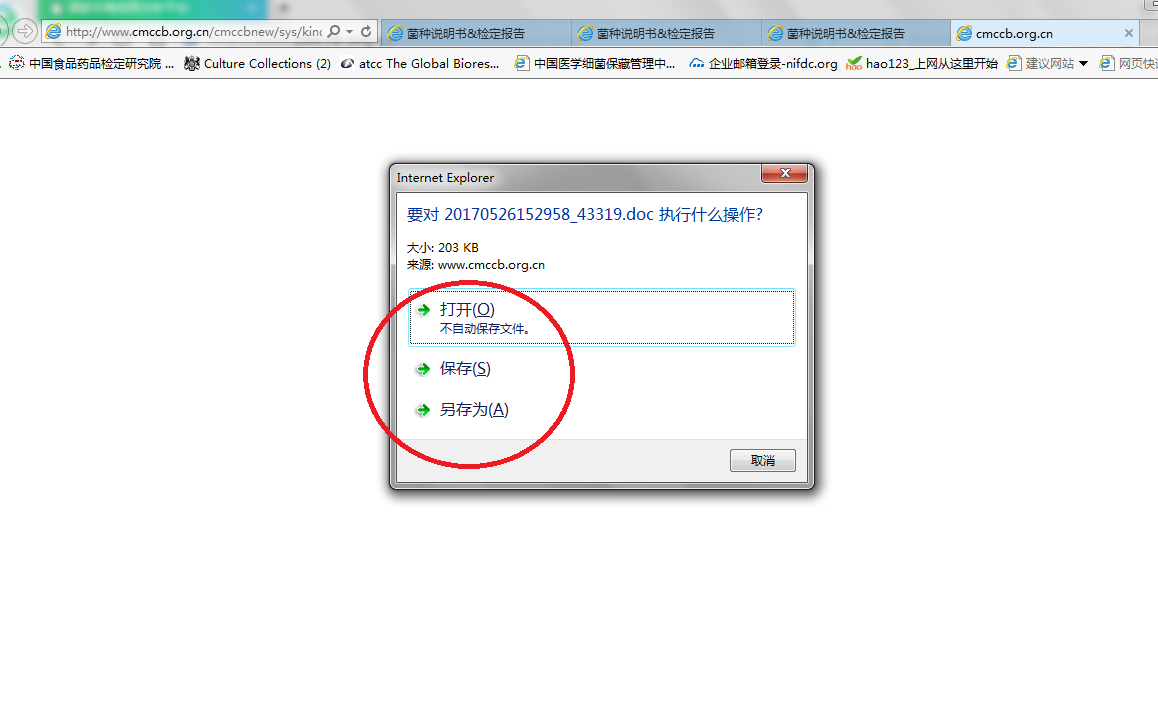 http://www.cmccb.org.cn/cmccbnew/sys/kind
菌种说明书&检定报告
菌种说明书&检定报告
菌种说明书&检定报告
cmccb.org.cn
中国食品药品检定研究院 ...
Culture Collections (2)
atcc The Global Biores...
中国医学细菌保藏管理中...
企业邮箱登录-nifdc.org
hao123_上网从这里开始
建议网站
Internet Explorer
要对 20170526152958_43319.doc 执行什么操作?
大小: 203 KB
来源: www.cmccb.org.cn
打开(O)
不自动保存文件。
保存(S)
另存为(A)
取消